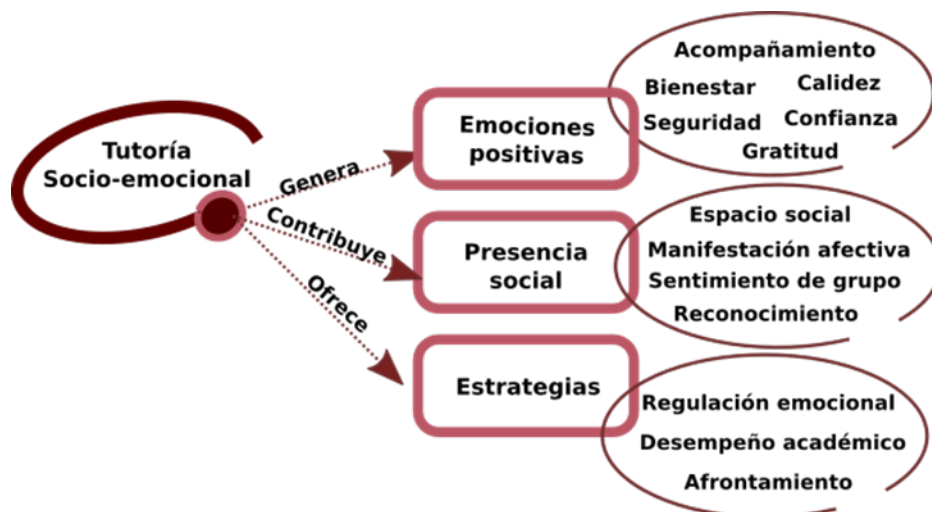 Tutoría
Socio-emocional
Genera
Contribuye
Ofrece
Emociones
positivas
Acompañamiento
Bienestar Calidez
Seguridad Confianza
Gratitud
Presencia
social
Espacio social
Manifestación afectiva
Sentimiento de grupo
Reconocimiento
Estrategias
Regulación emocional
Desempeño académico
Afrontamiento